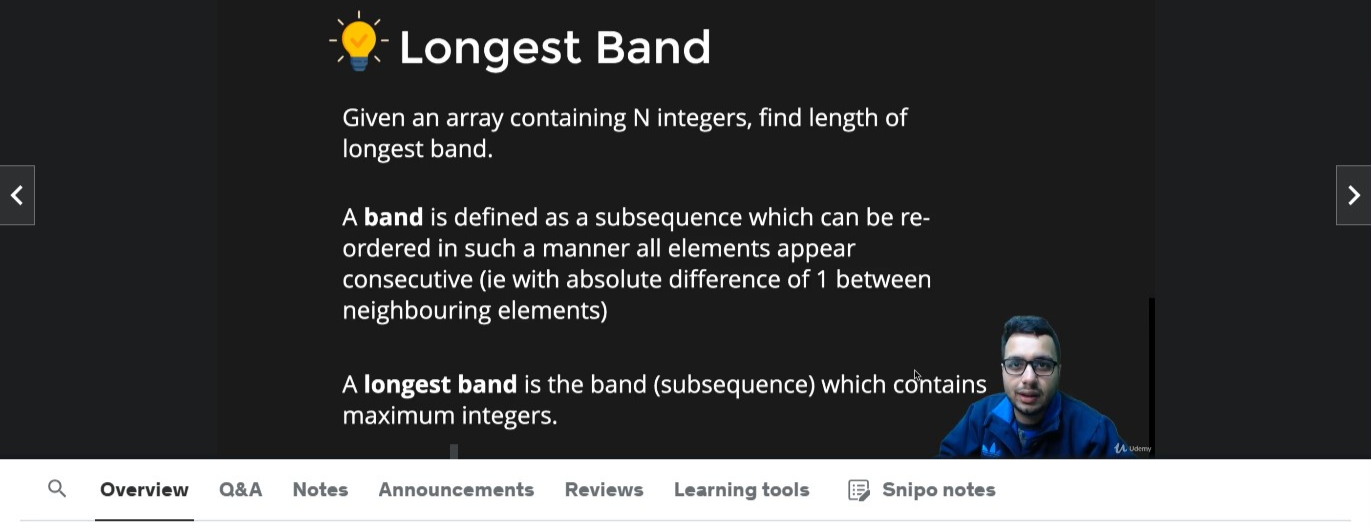 Longest Band
Given an array containing N integers, find length of
longest band.
A band is defined as a subsequence which can be re-
ordered in such a manner all elements appear
consecutive (ie with absolute difference of 1 between
neighbouring elements)
A longest band is the band (subsequence) which contains
maximum integers.
Udemy
Overview Q&A Notes Announcements Reviews Learning tools Snipo notes